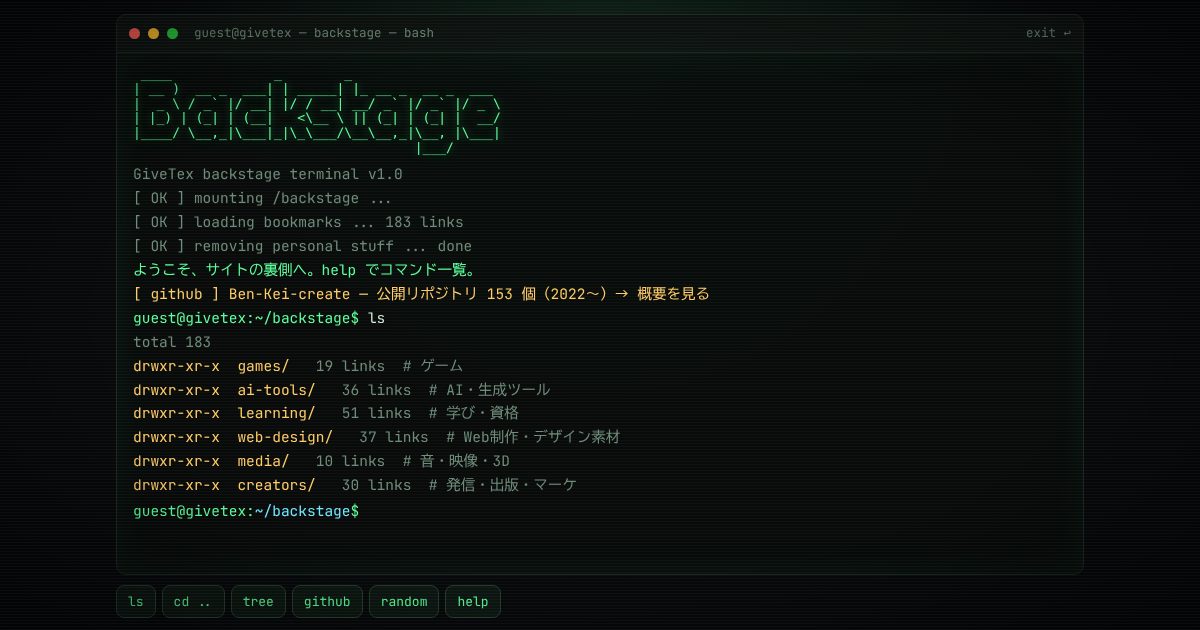 guest@givetex — backstage — bash
exit ↩
Backstage
GiveTex backstage terminal v1.0
[ OK ] mounting /backstage ...
[ OK ] loading bookmarks ... 183 links
[ OK ] removing personal stuff ... done
ようこそ、サイトの裏側へ。help でコマンド一覧。
[ github ] Ben-Kei-create — 公開リポジトリ 153 個（2022〜）→ 概要を見る
guest@givetex:~/backstage$ ls
total 183
drwxr-xr-x games/ 19 links # ゲーム
drwxr-xr-x ai-tools/ 36 links # AI・生成ツール
drwxr-xr-x learning/ 51 links # 学び・資格
drwxr-xr-x web-design/ 37 links # Web制作・デザイン素材
drwxr-xr-x media/ 10 links # 音・映像・3D
drwxr-xr-x creators/ 30 links # 発信・出版・マーケ
guest@givetex:~/backstage$
ls
cd ..
tree
github
random
help